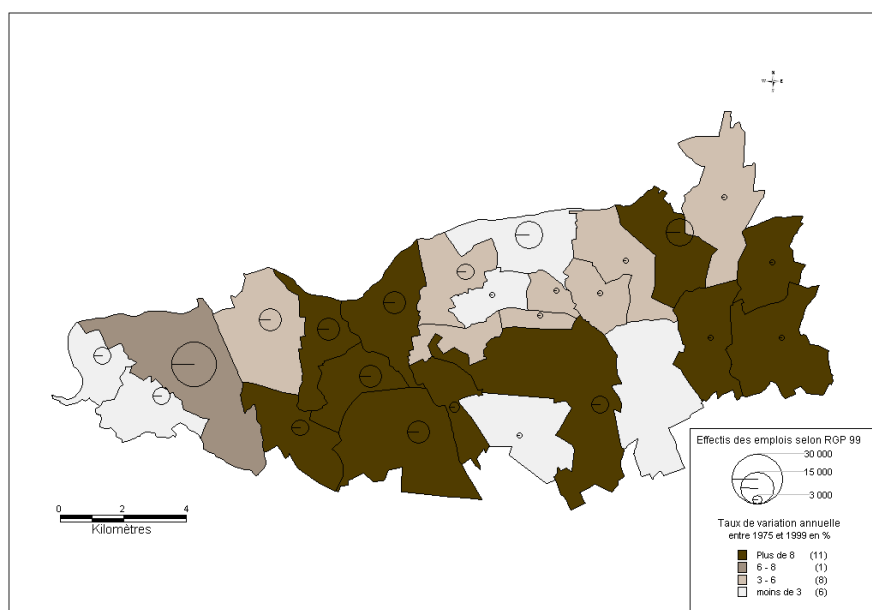 N
W E
S
Effectis des emplois selon RGP 99
30 000
15 000
3 000
Taux de variation annuelle
entre 1975 et 1999 en %
Plus de 8 (11)
6 - 8 (1)
3 - 6 (8)
moins de 3 (6)
0 2 4
Kilomètres